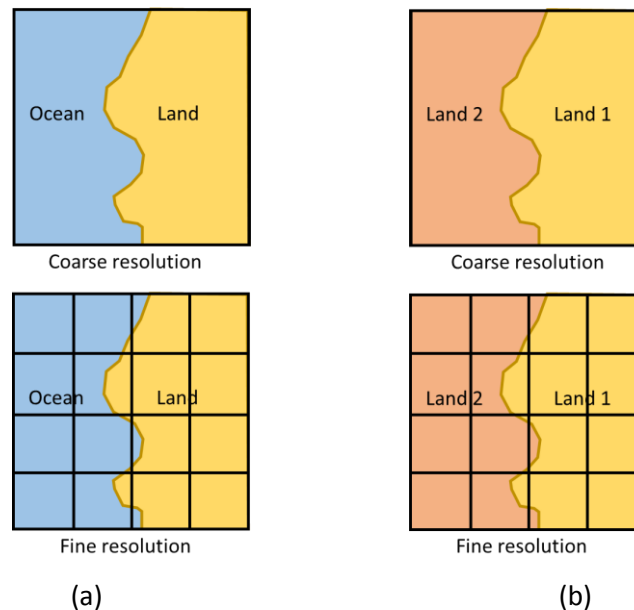 Ocean Land
Land 2 Land 1
Coarse resolution
Coarse resolution
Ocean Land
Land 2 Land 1
Fine resolution
Fine resolution
(a)
(b)